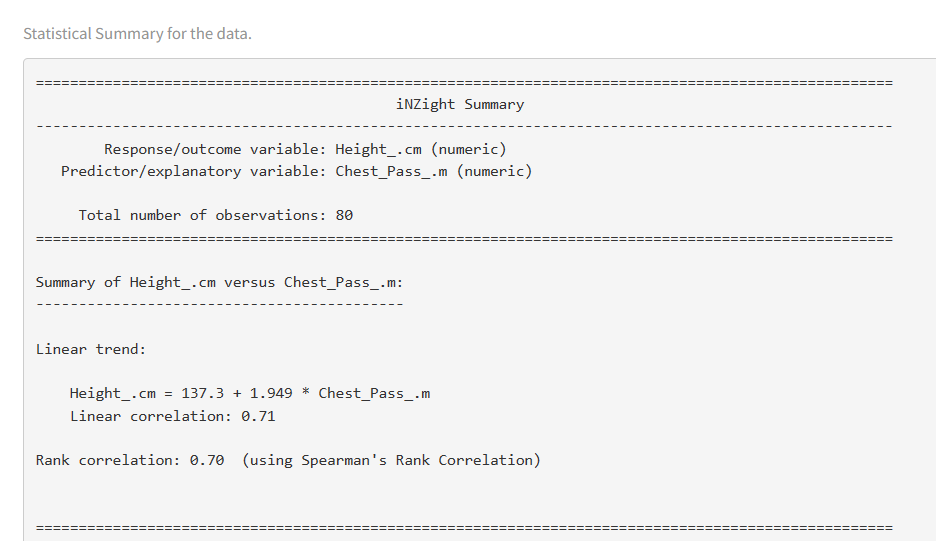 Statistical Summary for the data.
====================================================================================================
iNZight Summary
----------------------------------------------------------------------------------------------------
Response/outcome variable: Height_.cm (numeric)
Predictor/explanatory variable: Chest_Pass_.m (numeric)
Total number of observations: 80
====================================================================================================
Summary of Height_.cm versus Chest_Pass_.m:
-------------------------------------------
Linear trend:
Height_.cm = 137.3 + 1.949 * Chest_Pass_.m
Linear correlation: 0.71
Rank correlation: 0.70  (using Spearman's Rank Correlation)
====================================================================================================